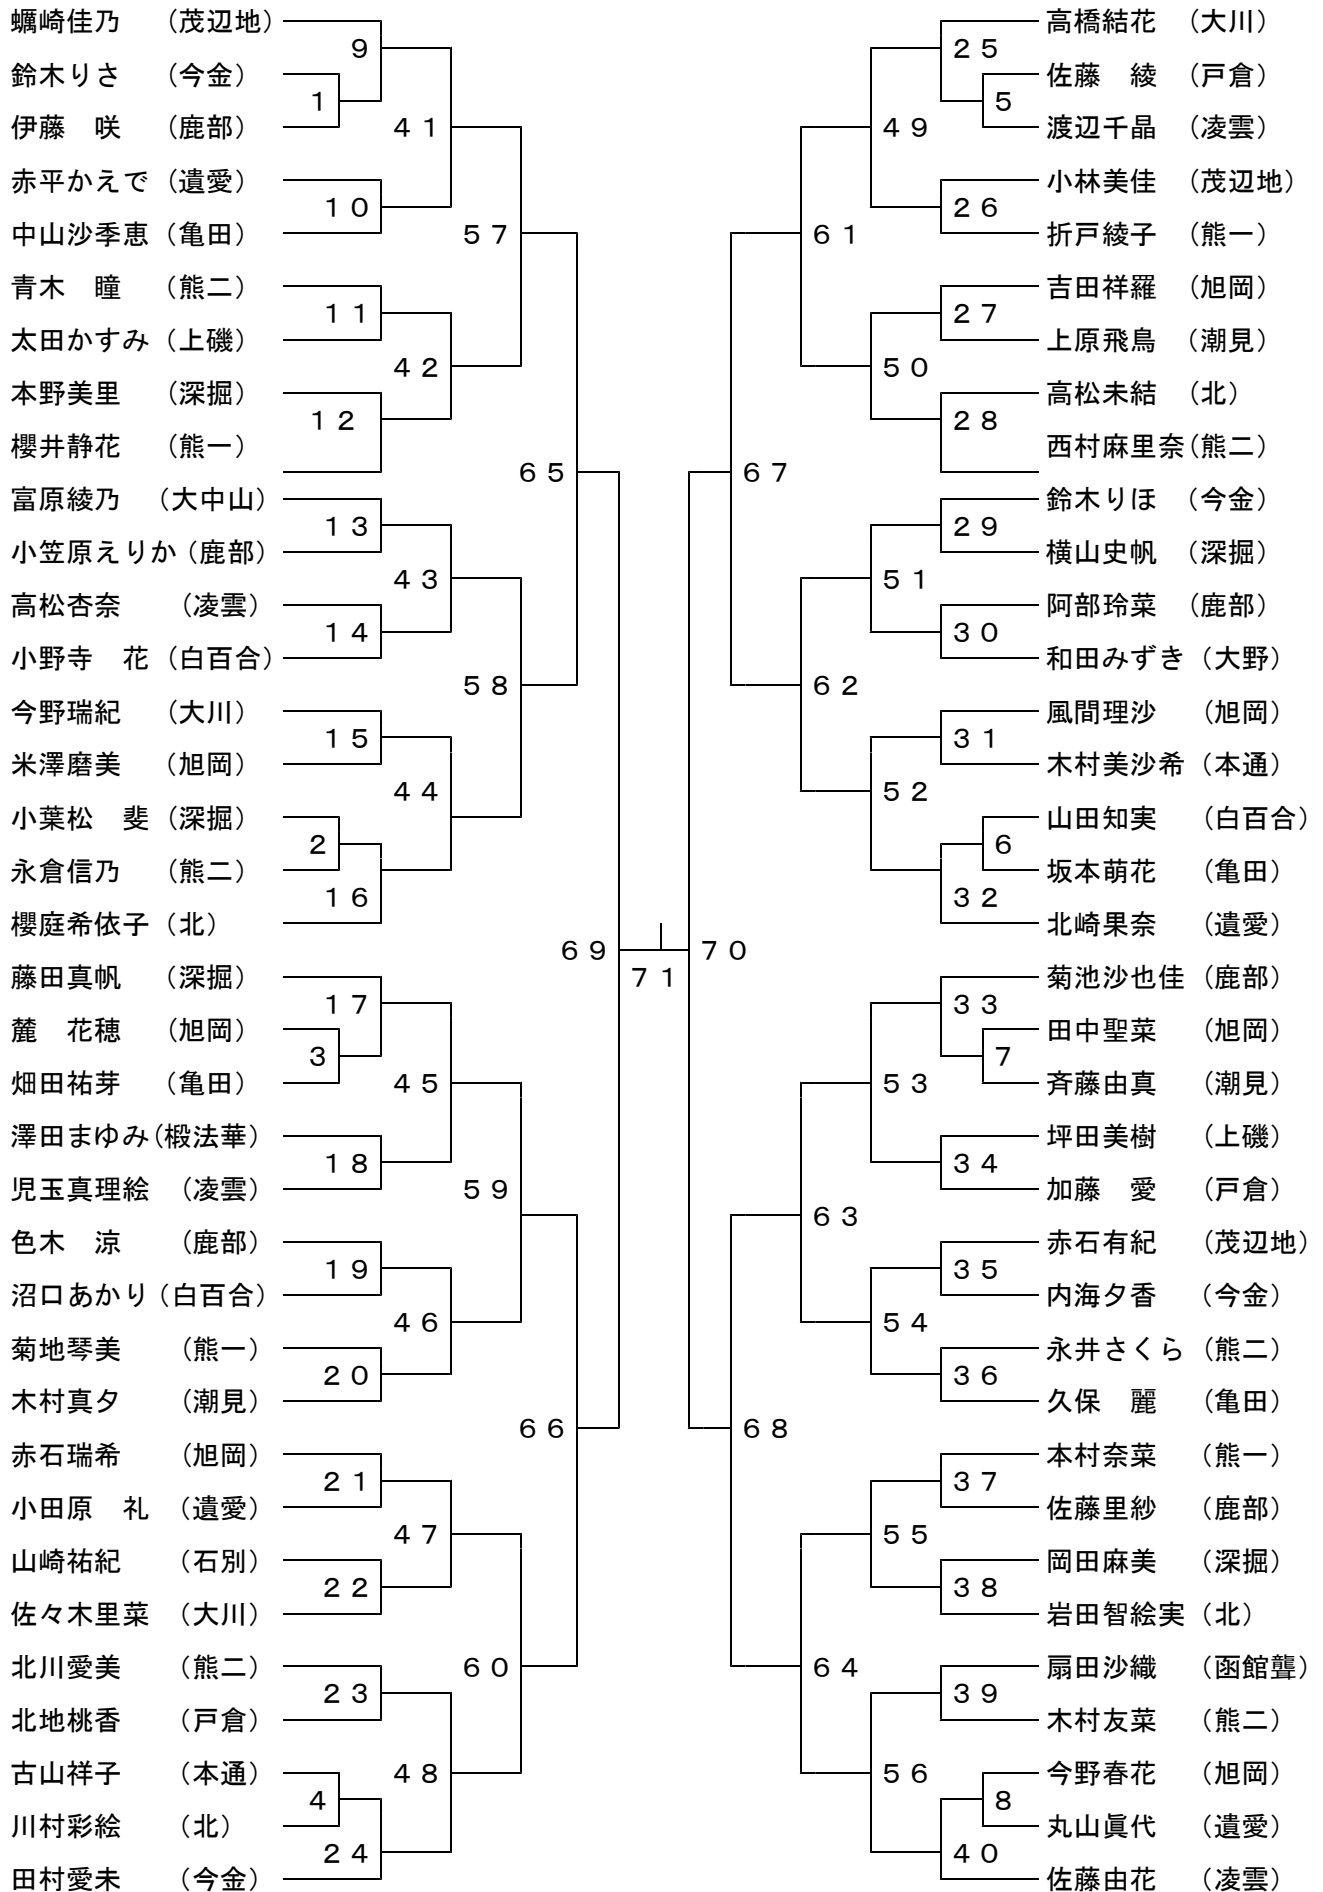 蠣崎佳乃　（茂辺地）
鈴木りさ　（今金）
伊藤　咲　（鹿部）
赤平かえで（遺愛）
中山沙季恵（亀田）
青木　瞳　（熊二）
太田かすみ（上磯）
本野美里　（深掘）
櫻井静花　（熊一）
富原綾乃　（大中山）
小笠原えりか（鹿部）
高松杏奈　（凌雲）
小野寺　花（白百合）
今野瑞紀　（大川）
米澤磨美　（旭岡）
小葉松　斐（深掘）
永倉信乃　（熊二）
櫻庭希依子（北）
藤田真帆　（深掘）
麓　花穂　（旭岡）
畑田祐芽　（亀田）
澤田まゆみ（椴法華）
児玉真理絵　（凌雲）
色木　涼　（鹿部）
沼口あかり（白百合）
菊地琴美　（熊一）
木村真夕　（潮見）
赤石瑞希　（旭岡）
小田原　礼　（遺愛）
山崎祐紀　（石別）
佐々木里菜　（大川）
北川愛美　（熊二）
北地桃香　（戸倉）
古山祥子　（本通）
川村彩絵　（北）
田村愛未　（今金）
9
1
10
11
12
13
14
15
2
16
17
3
18
19
20
21
22
23
4
24
41
42
43
44
45
46
47
48
57
58
59
60
65
66
69
71
70
67
68
61
62
63
64
49
50
51
52
53
54
55
56
25
5
26
27
28
29
30
31
6
32
33
7
34
35
36
37
38
39
8
40
高橋結花　（大川）
佐藤　綾　（戸倉）
渡辺千晶　（凌雲）
小林美佳　（茂辺地）
折戸綾子　（熊一）
吉田祥羅　（旭岡）
上原飛鳥　（潮見）
高松未結　（北）
西村麻里奈（熊二）
鈴木りほ　（今金）
横山史帆　（深掘）
阿部玲菜　（鹿部）
和田みずき（大野）
風間理沙　（旭岡）
木村美沙希（本通）
山田知実　（白百合）
坂本萌花　（亀田）
北崎果奈　（遺愛）
菊池沙也佳（鹿部）
田中聖菜　（旭岡）
斉藤由真　（潮見）
坪田美樹　（上磯）
加藤　愛　（戸倉）
赤石有紀　（茂辺地）
内海夕香　（今金）
永井さくら（熊二）
久保　麗　（亀田）
本村奈菜　（熊一）
佐藤里紗　（鹿部）
岡田麻美　（深掘）
岩田智絵実（北）
扇田沙織　（函館聾）
木村友菜　（熊二）
今野春花　（旭岡）
丸山眞代　（遺愛）
佐藤由花　（凌雲）